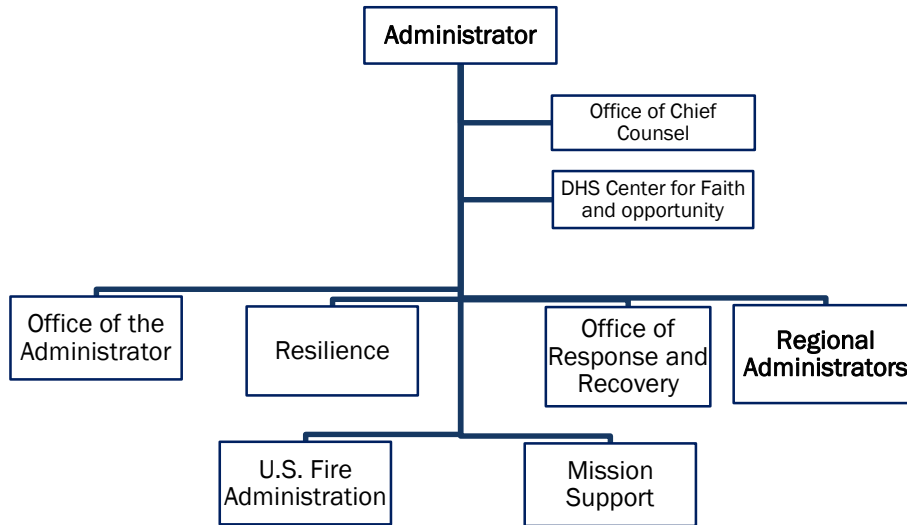 Administrator
Office of Chief
Counsel
DHS Center for Faith
and opportunity
Office of the
Administrator
Resilience
Office of
Response and
Recovery
Regional
Administrators
U.S. Fire
Administration
Mission
Support